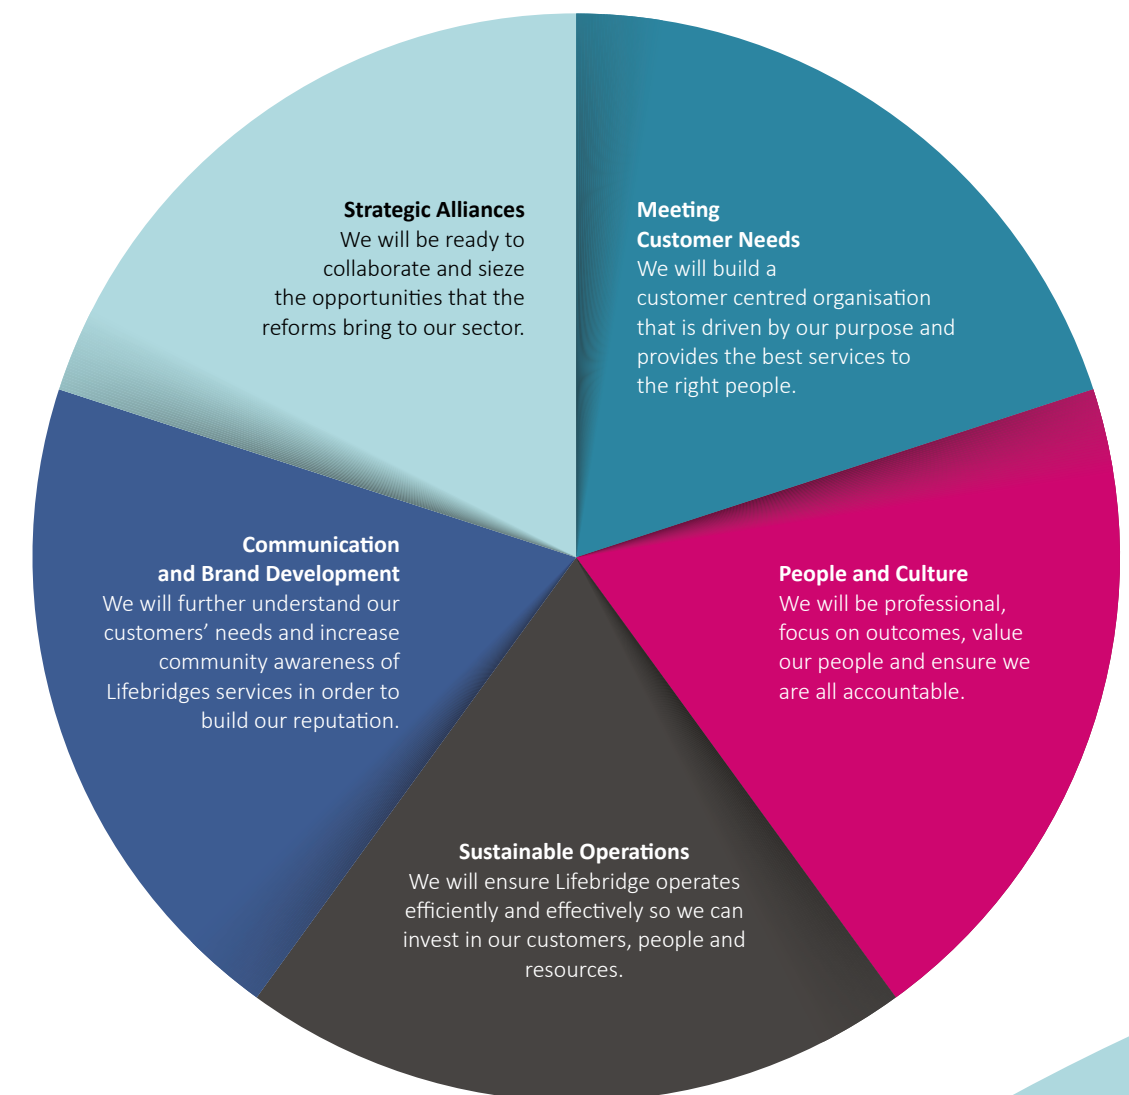 Strategic Alliances
We will be ready to
collaborate and sieze
the opportunities that the
reforms bring to our sector.
Meeting
Customer Needs
We will build a
customer centred organisation
that is driven by our purpose and
provides the best services to
the right people.
People and Culture
We will be professional,
focus on outcomes, value
our people and ensure we
are all accountable.
Sustainable Operations
We will ensure Lifebridge operates
efficiently and effectively so we can
invest in our customers, people and
resources.
Communication
and Brand Development
We will further understand our
customers’ needs and increase
community awareness of
Lifebridges services in order to
build our reputation.